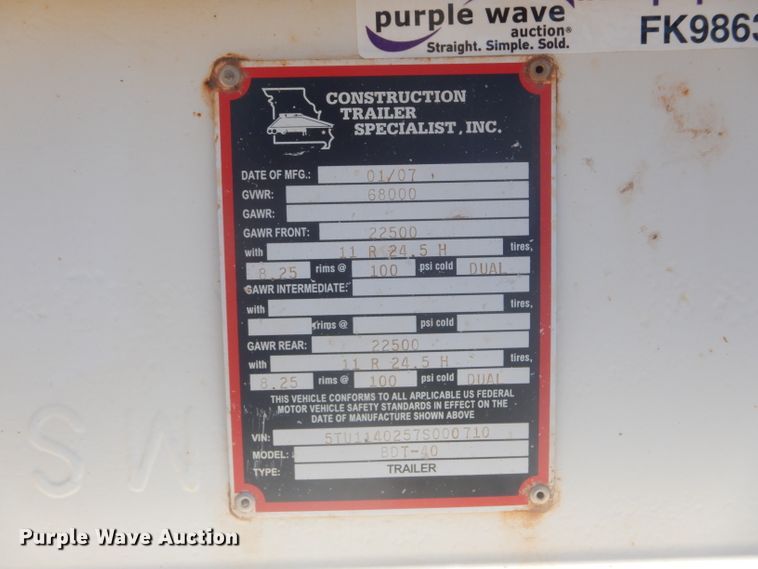 purple wave
auction®
Straight. Simple. Sold.
FK9863
CONSTRUCTION
TRAILER
SPECIALIST, INC.
DATE OF MFG.: 01/07
GVWR: 68000
GAWR:
GAWR FRONT: 22500
with 11 R 24.5 H tires,
8.25 rims @ 100 psi cold DUAL
GAWR INTERMEDIATE:
with tires,
rims @ psi cold
GAWR REAR: 22500
with 11 R 24.5 H tires,
8.25 rims @ 100 psi cold DUAL
THIS VEHICLE CONFORMS TO ALL APPLICABLE US FEDERAL
MOTOR VEHICLE SAFETY STANDARDS IN EFFECT ON THE
DATE OF MANUFACTURE SHOWN ABOVE
VIN: 5TU1140257S000710
MODEL: BDT-40
TYPE: TRAILER
Purple Wave Auction
Purple Wave Auction